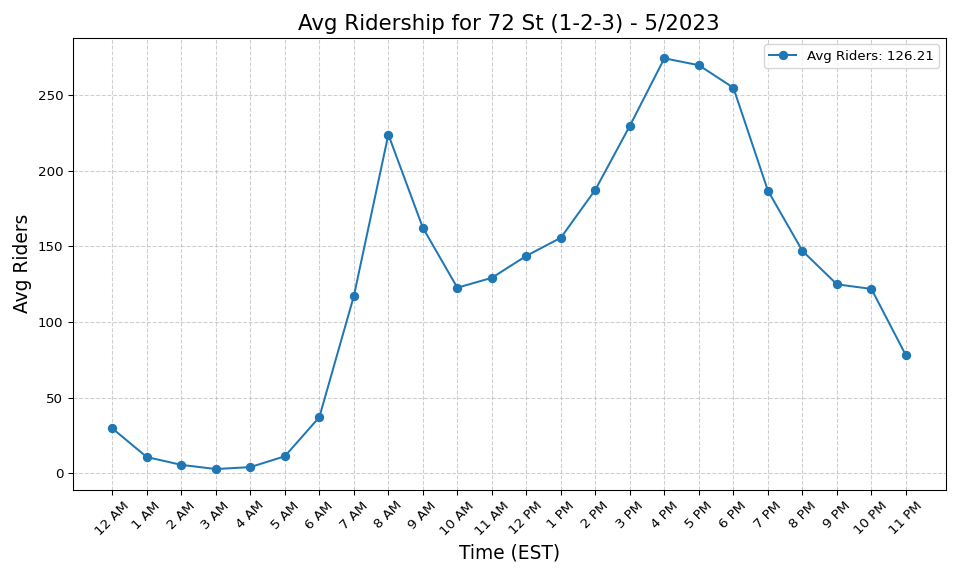 Avg Ridership for 72 St (1-2-3) - 5/2023
Avg Riders: 126.21
Avg Riders
250
200
150
100
50
0
12 AM
1 AM
2 AM
3 AM
4 AM
5 AM
6 AM
7 AM
8 AM
9 AM
10 AM
11 AM
12 PM
1 PM
2 PM
3 PM
4 PM
5 PM
6 PM
7 PM
8 PM
9 PM
10 PM
11 PM
Time (EST)